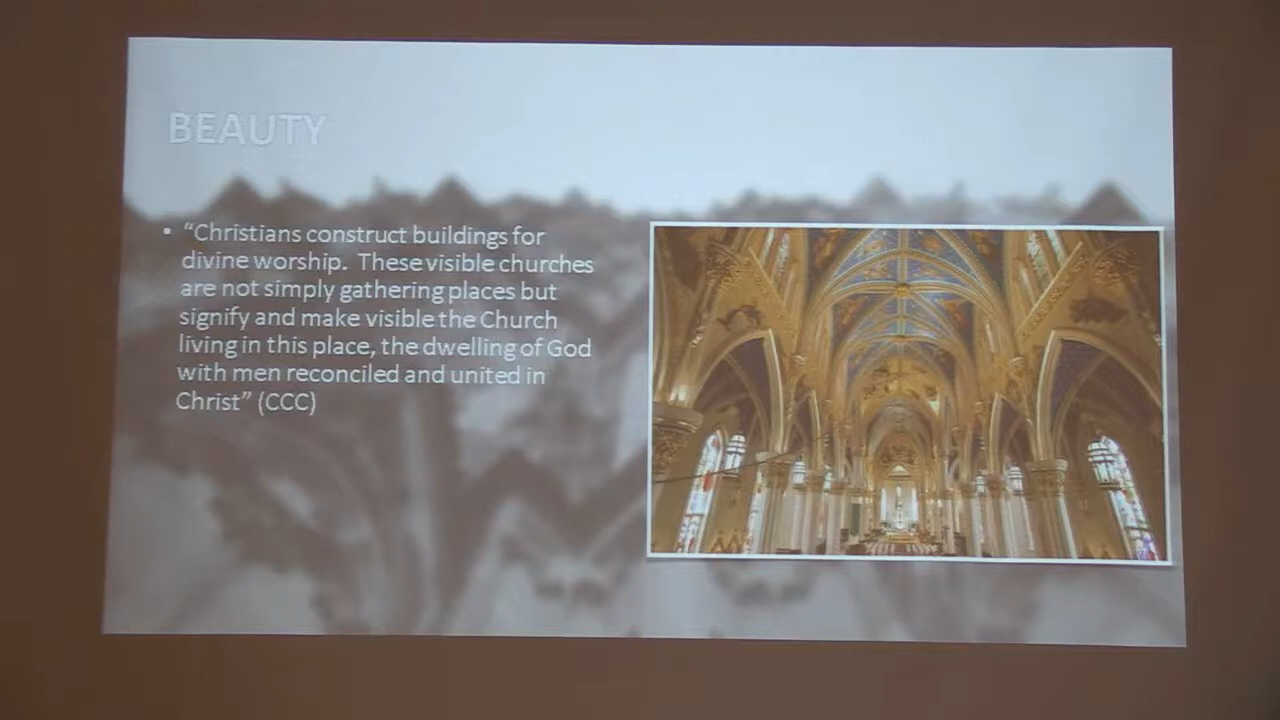 BEAUTY
• “Christians construct buildings for
divine worship. These visible churches
are not simply gathering places but
signify and make visible the Church
living in this place, the dwelling of God
with men reconciled and united in
Christ” (CCC)